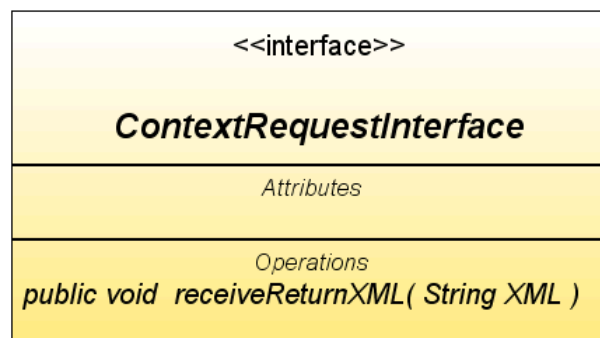 <<interface>>
ContextRequestInterface
Attributes
Operations
public void receiveReturnXML( String XML )